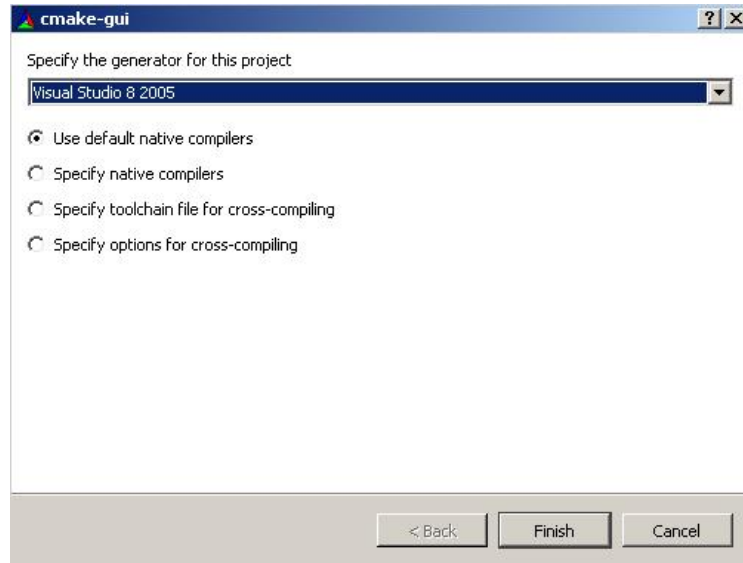 cmake-gui
Specify the generator for this project
Visual Studio 8 2005
Use default native compilers
Specify native compilers
Specify toolchain file for cross-compiling
Specify options for cross-compiling
< Back Finish Cancel